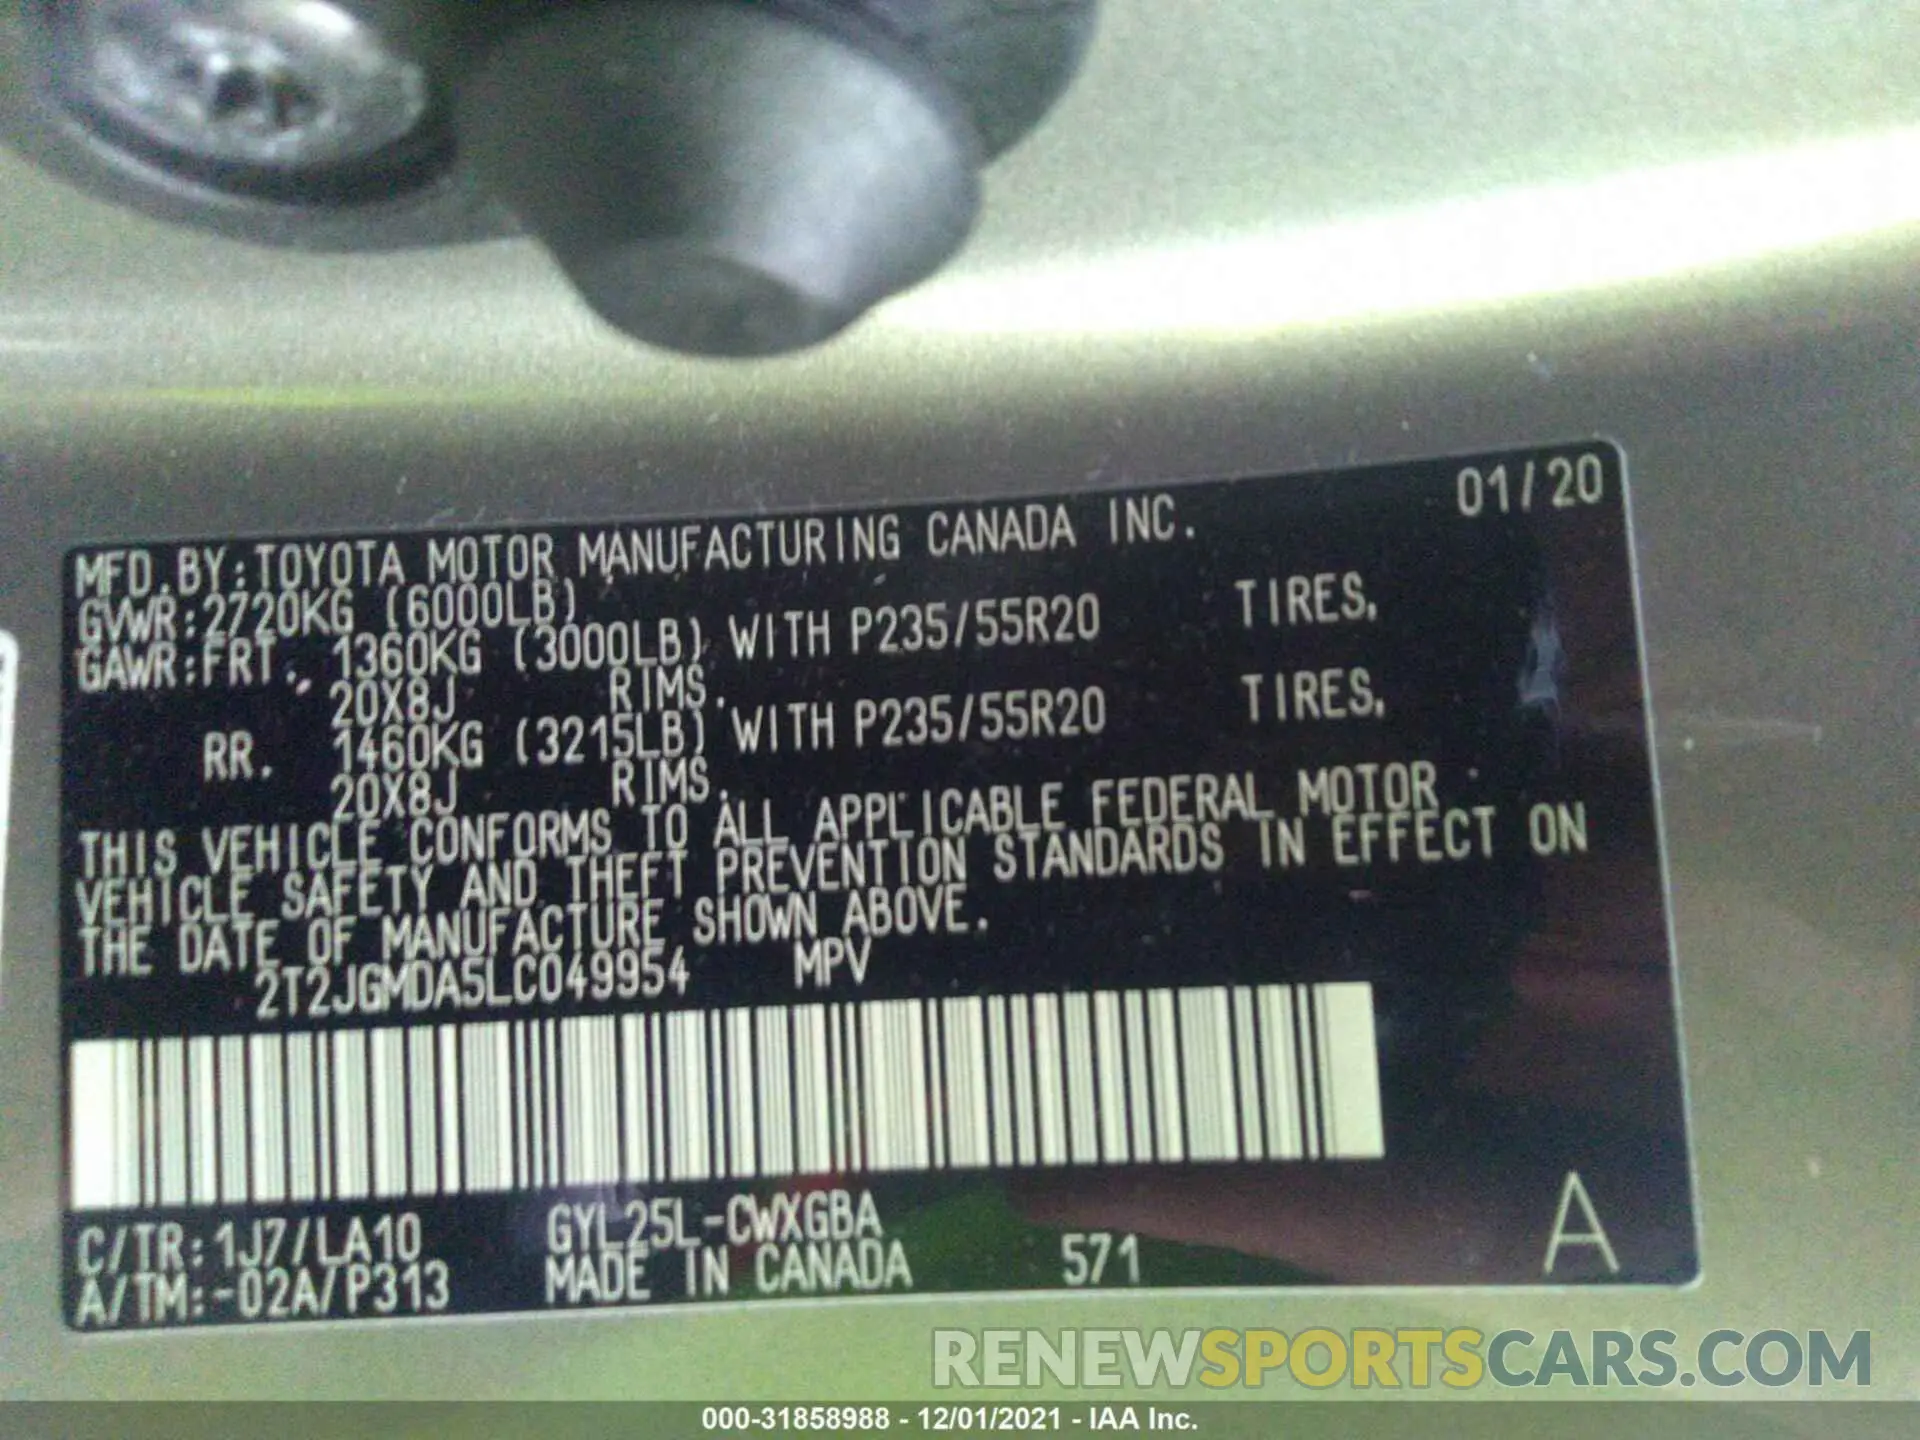 01/20
MFD.BY:TOYOTA MOTOR MANUFACTURING CANADA INC.
GVWR:2720KG (6000LB)
GAWR:FRT. 1360KG (3000LB) WITH P235/55R20 TIRES,
20X8J RIMS.
RR. 1460KG (3215LB) WITH P235/55R20 TIRES,
20X8J RIMS.
THIS VEHICLE CONFORMS TO ALL APPLICABLE FEDERAL MOTOR
VEHICLE SAFETY AND THEFT PREVENTION STANDARDS IN EFFECT ON
THE DATE OF MANUFACTURE SHOWN ABOVE.
2T2JGMDA5LC049954 MPV
C/TR:1J7/LA10 GYL25L-CWXGBA
A/TM:-02A/P313 MADE IN CANADA 571 A
RENEWSPORTSCARS.COM
000-31858988 - 12/01/2021 - IAA Inc.